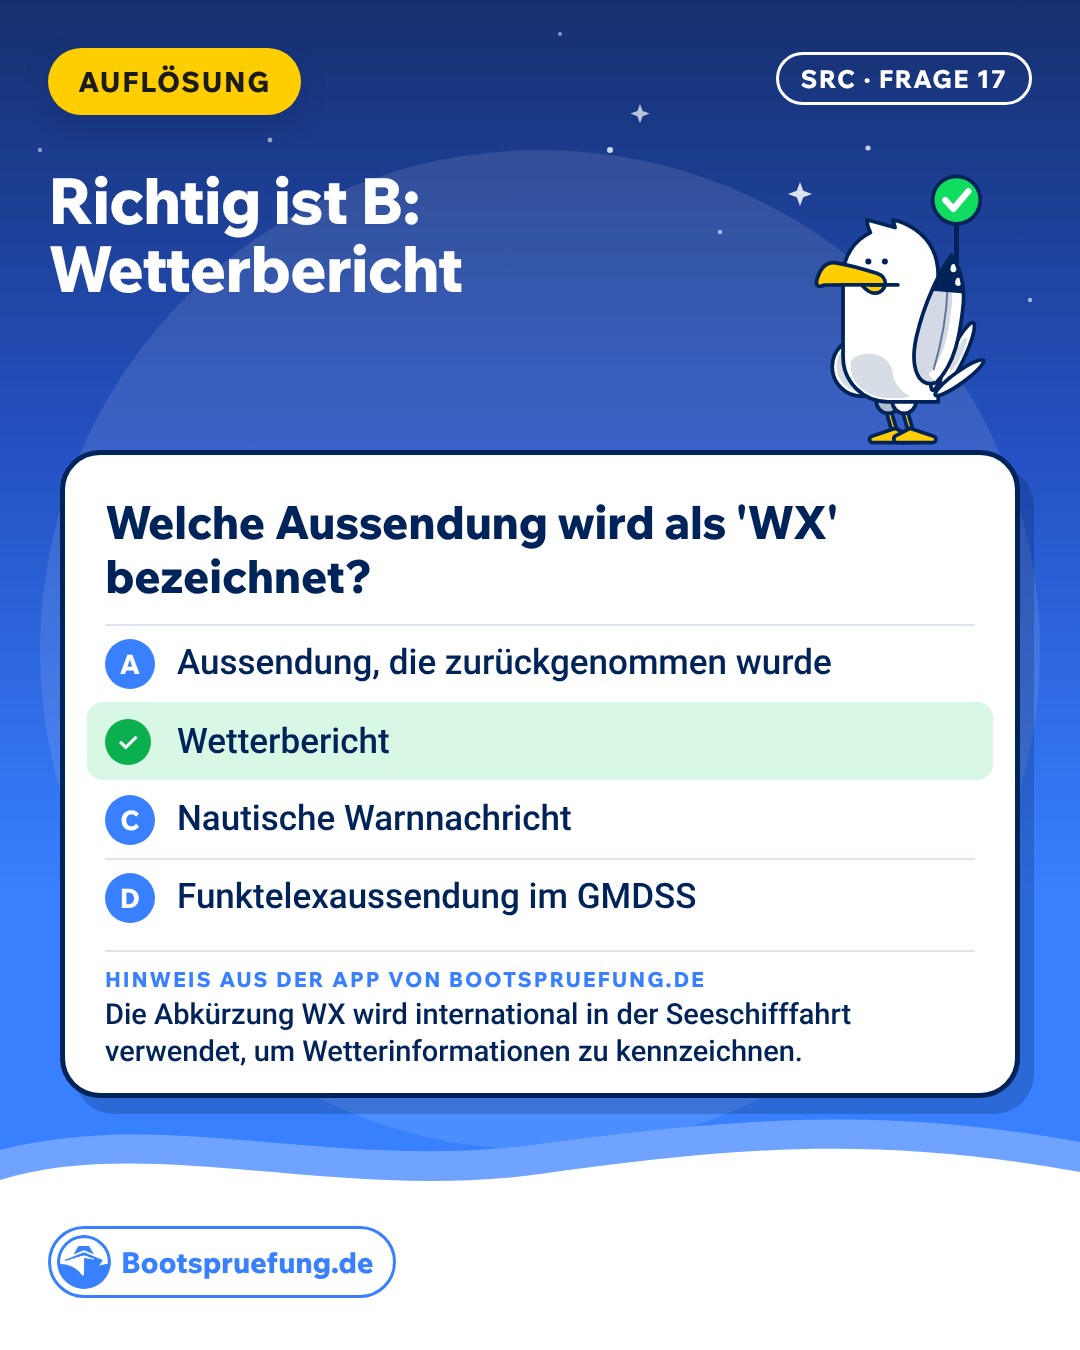 AUFLÖSUNG
SRC · FRAGE 17
Richtig ist B:
Wetterbericht
Welche Aussendung wird als 'WX'
bezeichnet?
A Aussendung, die zurückgenommen wurde
Wetterbericht
C Nautische Warnnachricht
D Funktelexaussendung im GMDSS
HINWEIS AUS DER APP VON BOOTSPRUEFUNG.DE
Die Abkürzung WX wird international in der Seeschifffahrt
verwendet, um Wetterinformationen zu kennzeichnen.
Bootspruefung.de